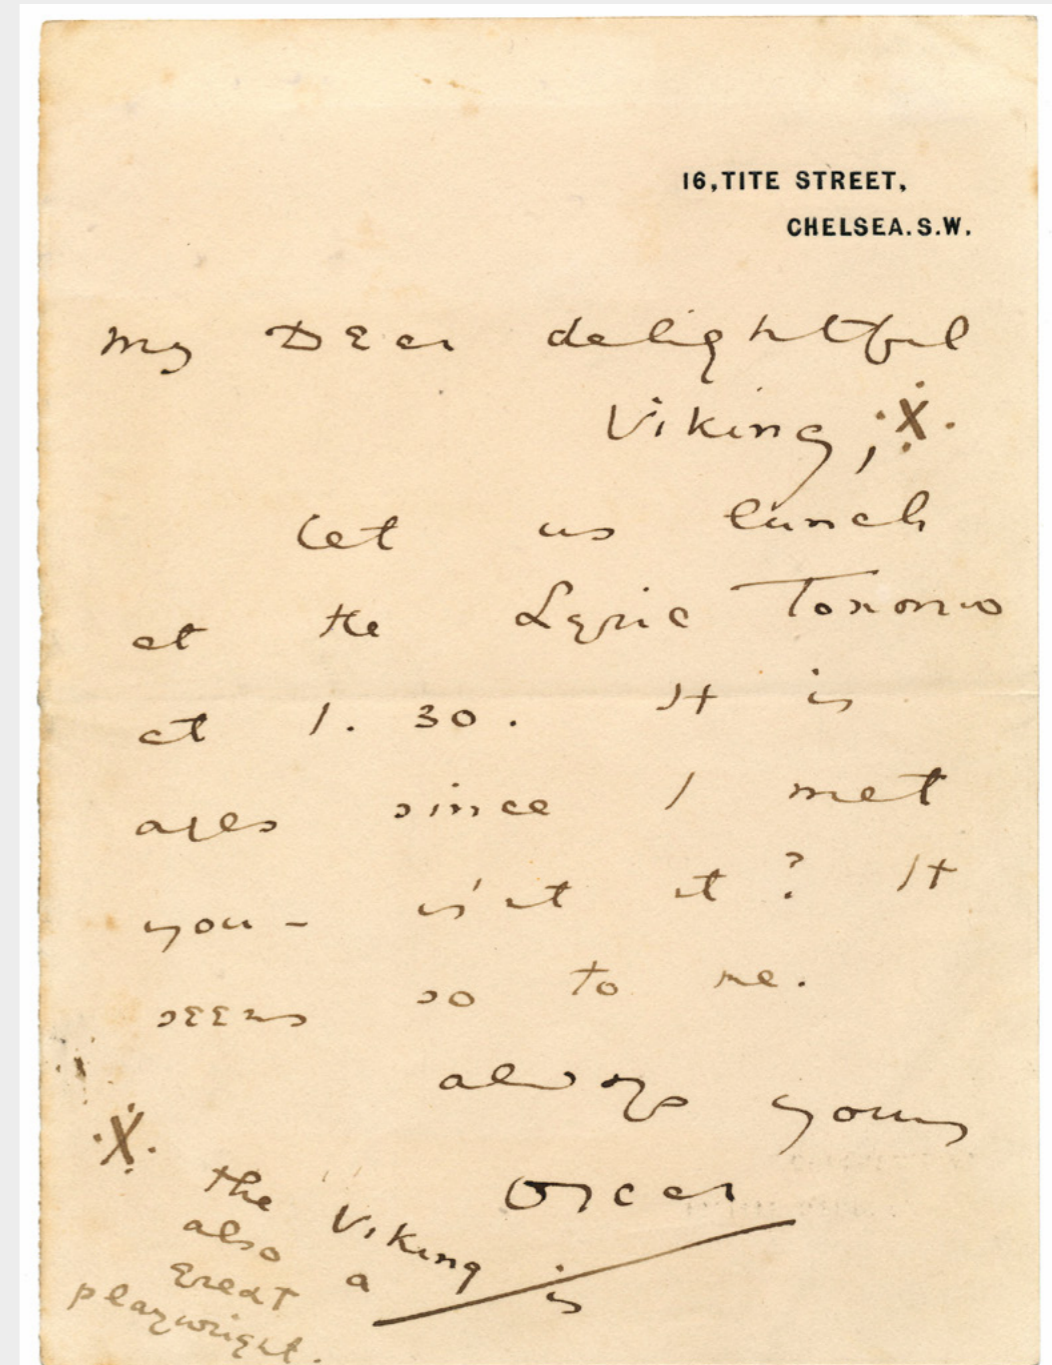 16, TITE STREET,
CHELSEA. S.W.
My Dear delightful
Viking; ※
Let us lunch
at the Lyric Tomorrow
at 1.30. It is
ages since I met
you – is'nt it? It
seems so to me.
always yours
Oscar
※
the Viking is
also a
great
playwright.